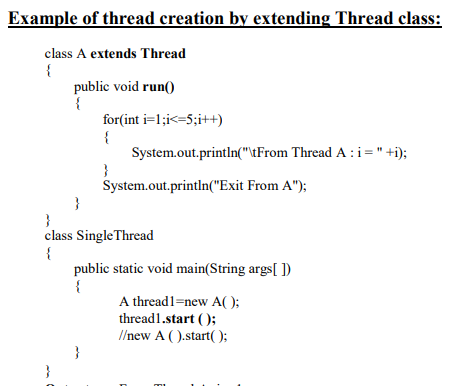 Example of thread creation by extending Thread class:
class A extends Thread
{
public void run()
{
for(int i=1;i<=5;i++)
{
System.out.println("\tFrom Thread A : i = " +i);
}
System.out.println("Exit From A");
}
}
class SingleThread
{
public static void main(String args[ ])
{
A thread1=new A( );
thread1.start ( );
//new A ( ).start( );
}
}